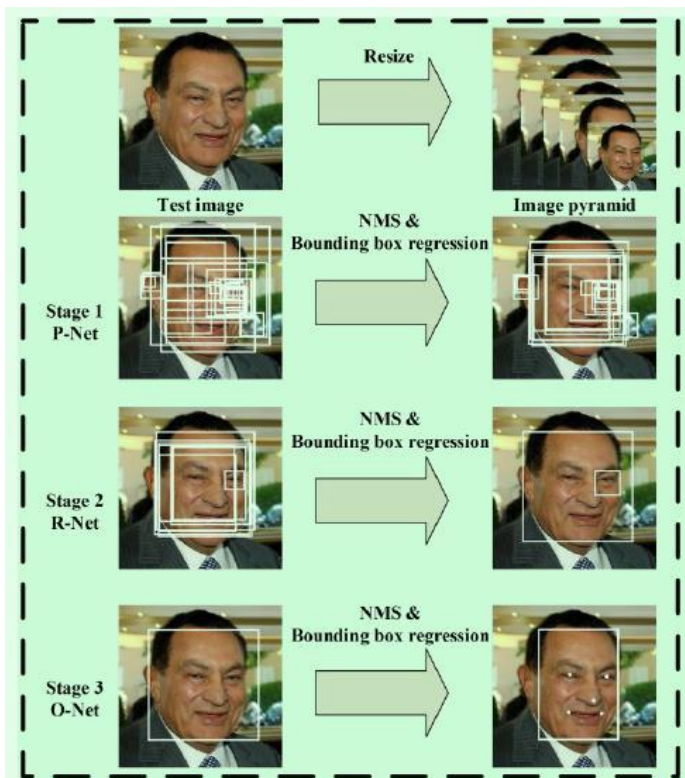 Resize
Test image
Image pyramid
NMS &
Bounding box regression
Stage 1
P-Net
NMS &
Bounding box regression
Stage 2
R-Net
NMS &
Bounding box regression
Stage 3
O-Net